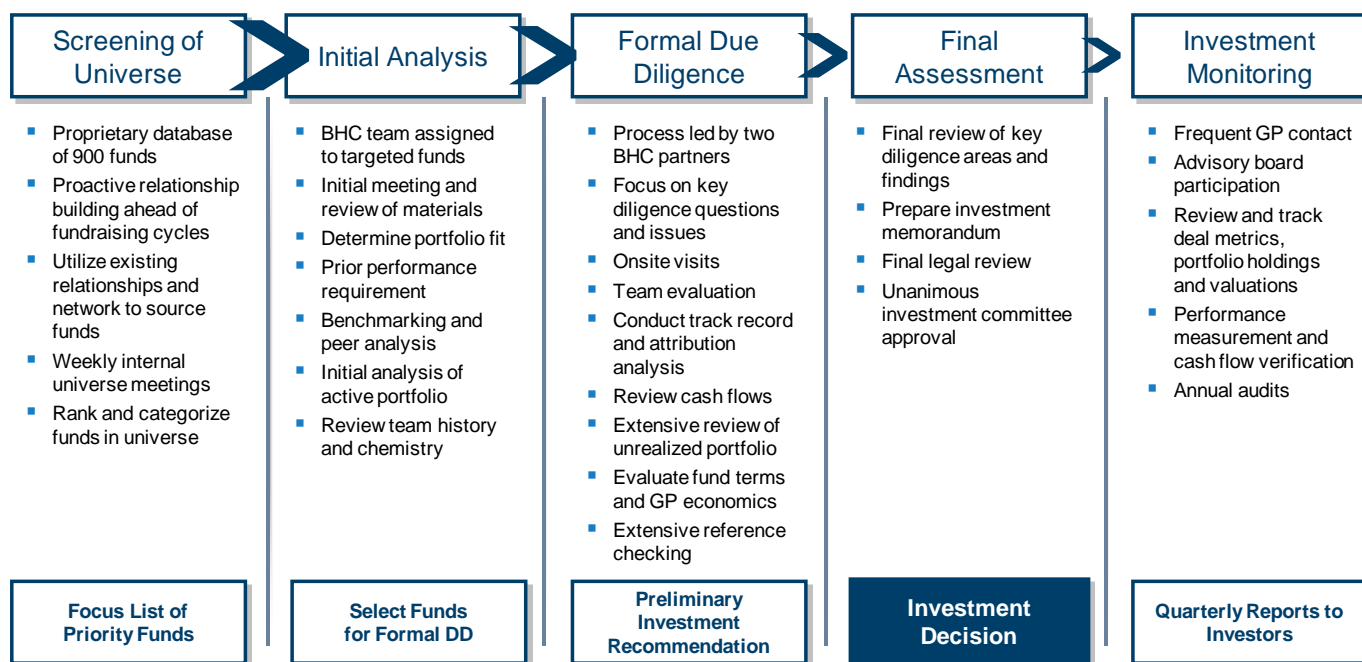 Screening of
Universe
Initial Analysis
Formal Due
Diligence
Final
Assessment
Investment
Monitoring
Proprietary database
of 900 funds
Proactive relationship
building ahead of
fundraising cycles
Utilize existing
relationships and
network to source
funds
Weekly internal
universe meetings
Rank and categorize
funds in universe
BHC team assigned
to targeted funds
Initial meeting and
review of materials
Determine portfolio fit
Prior performance
requirement
Benchmarking and
peer analysis
Initial analysis of
active portfolio
Review team history
and chemistry
Process led by two
BHC partners
Focus on key
diligence questions
and issues
Onsite visits
Team evaluation
Conduct track record
and attribution
analysis
Review cash flows
Extensive review of
unrealized portfolio
Evaluate fund terms
and GP economics
Extensive reference
checking
Final review of key
diligence areas and
findings
Prepare investment
memorandum
Final legal review
Unanimous
investment committee
approval
Frequent GP contact
Advisory board
participation
Review and track
deal metrics,
portfolio holdings
and valuations
Performance
measurement and
cash flow verification
Annual audits
Focus List of
Priority Funds
Select Funds
for Formal DD
Preliminary
Investment
Recommendation
Investment
Decision
Quarterly Reports to
Investors